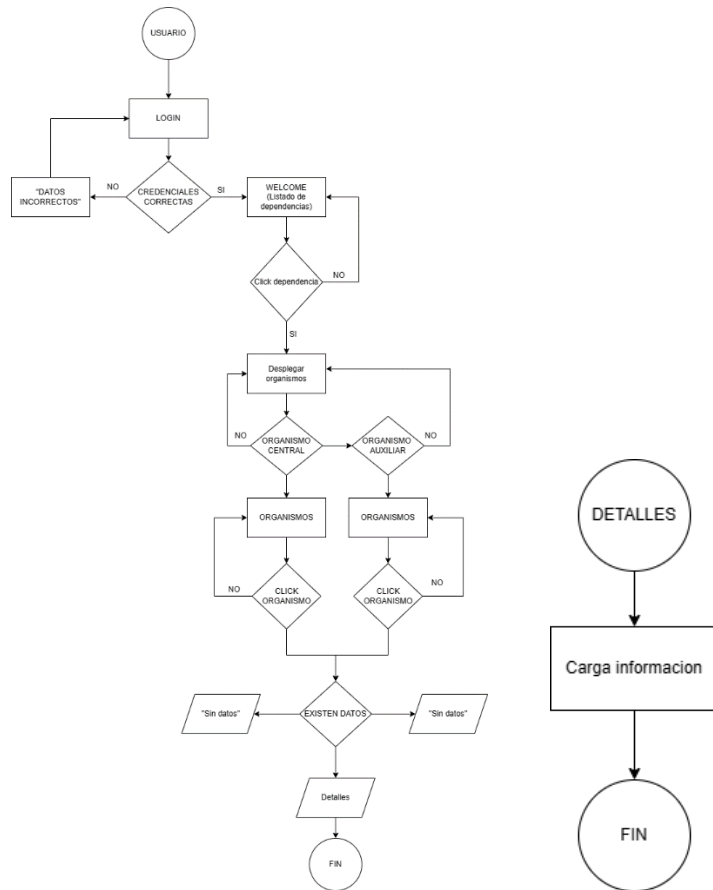 USUARIO
LOGIN
"DATOS
INCORRECTOS"
NO
CREDENCIALES
CORRECTAS
SI
WELCOME
(Listado de
dependencias)
Click dependencia
NO
SI
Desplegar
organismos
NO
ORGANISMO
CENTRAL
ORGANISMO
AUXILIAR
NO
ORGANISMOS
ORGANISMOS
NO
CLICK
ORGANISMO
CLICK
ORGANISMO
NO
"Sin datos"
EXISTEN DATOS
"Sin datos"
Detalles
FIN
DETALLES
Carga informacion
FIN